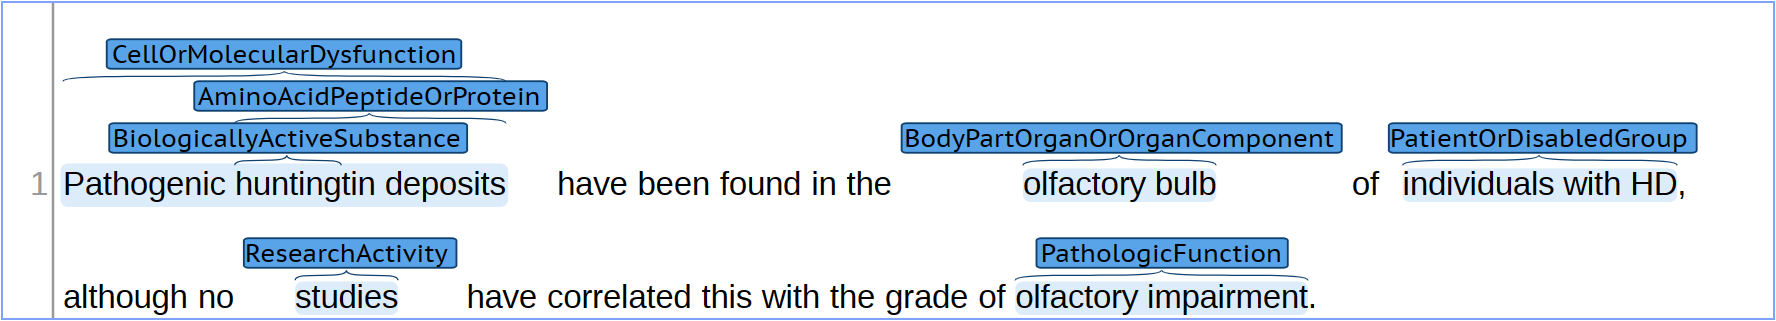 CellOrMolecularDysfunction
AminoAcidPeptideOrProtein
BiologicallyActiveSubstance BodyPartOrganOrOrganComponent PatientOrDisabledGroup
1 Pathogenic huntingtin deposits have been found in the olfactory bulb of individuals with HD,
ResearchActivity PathologicFunction
although no studies have correlated this with the grade of olfactory impairment.